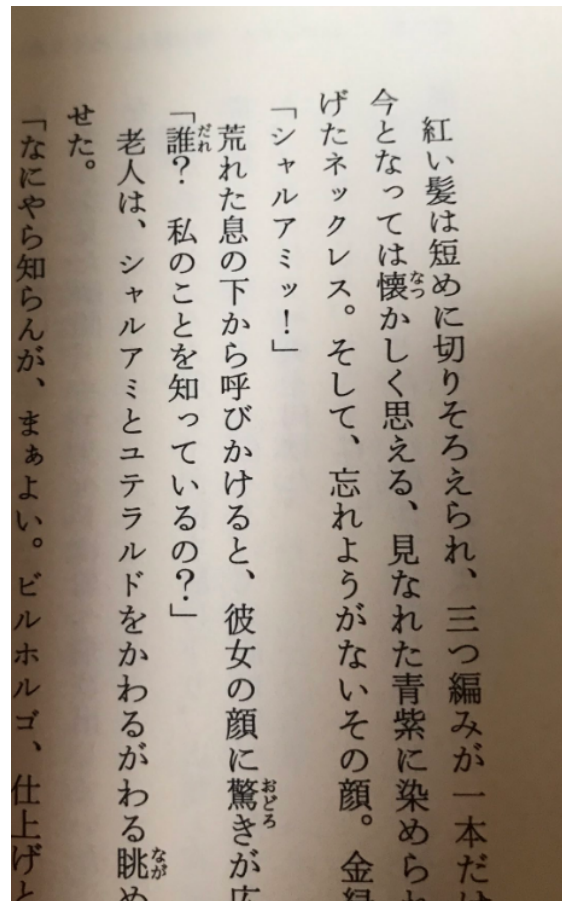 紅い髪は短めに切りそろえられ、三つ編みが一本だけ
今となっては懐かしく思える、見なれた青紫に染められ
げたネックレス。そして、忘れようがないその顔。金緑
「シャルアミッ!」
荒れた息の下から呼びかけると、彼女の顔に驚きが広
「誰? 私のことを知っているの?」
老人は、シャルアミとユテラルドをかわるがわる眺め
せた。
「なにやら知らんが、まぁよい。ビルホルゴ、仕上げと